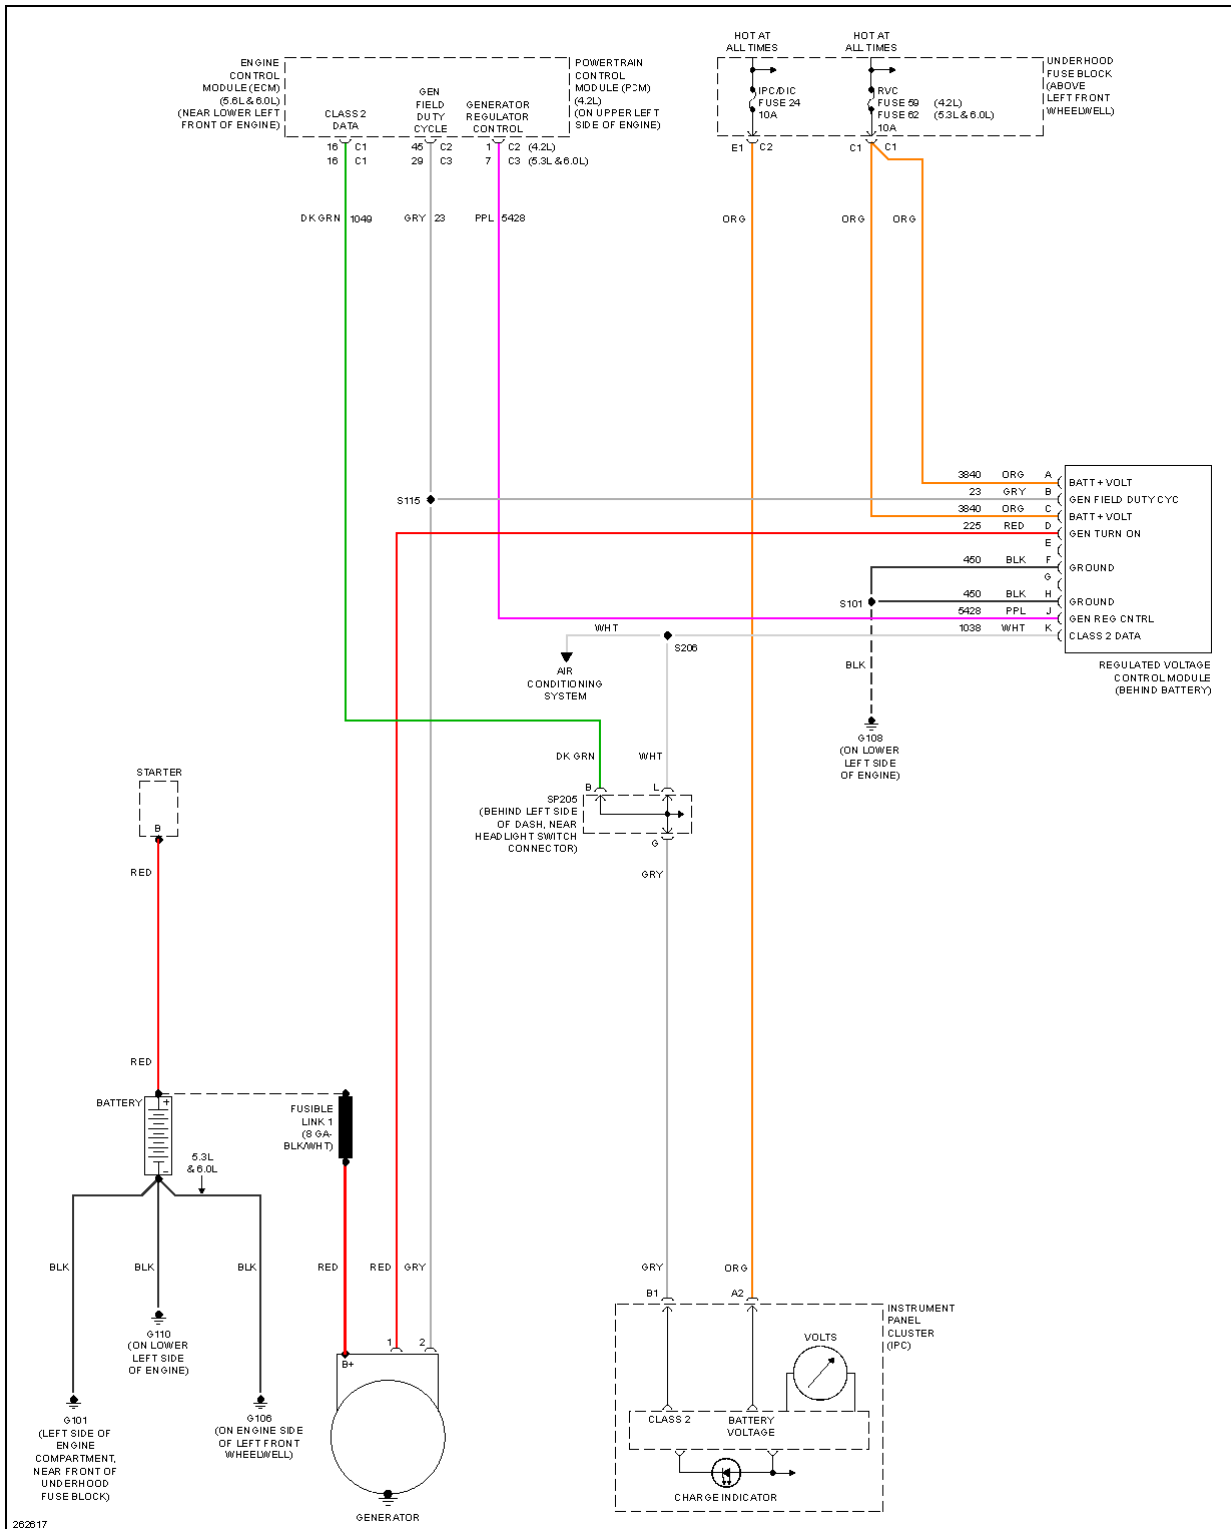 HOT AT
ALL TIMES
HOT AT
ALL TIMES
ENGINE
CONTROL
MODULE (ECM)
(5.6L & 6.0L)
(NEAR LOWER LEFT
FRONT OF ENGINE)
CLASS 2
DATA
GEN
FIELD
DUTY
CYCLE
GENERATOR
REGULATOR
CONTROL
POWERTRAIN
CONTROL
MODULE (PCM)
(4.2L)
(ON UPPER LEFT
SIDE OF ENGINE)
IPC/DIC
FUSE 24
10A
RVC
FUSE 59 (4.2L)
FUSE 62 (5.3L & 6.0L)
10A
UNDERHOOD
FUSE BLOCK
(ABOVE
LEFT FRONT
WHEELWELL)
16 C1 45 C2 1 C2 (4.2L)
16 C1 29 C3 7 C3 (5.3L & 6.0L)
E1 C2 C1 C1
DK GRN 1049 GRY 23 PPL 5428 ORG ORG ORG
S115
3840 ORG A BATT + VOLT
23 GRY B GEN FIELD DUTY CYC
3840 ORG C BATT + VOLT
225 RED D GEN TURN ON
E
450 BLK F GROUND
G
450 BLK H GROUND
5428 PPL J GEN REG CNTRL
1038 WHT K CLASS 2 DATA
S101
WHT
S206
AIR
CONDITIONING
SYSTEM
BLK
REGULATED VOLTAGE
CONTROL MODULE
(BEHIND BATTERY)
G108
(ON LOWER
LEFT SIDE
OF ENGINE)
DK GRN WHT
B L
SP205
(BEHIND LEFT SIDE
OF DASH, NEAR
HEADLIGHT SWITCH
CONNECTOR)
G
GRY
STARTER
B
RED
RED
BATTERY
+
-
FUSIBLE
LINK 1
(8 GA-
BLK/WHT)
5.3L
& 6.0L
BLK BLK BLK RED RED GRY GRY ORG
G110
(ON LOWER
LEFT SIDE
OF ENGINE)
G101
(LEFT SIDE OF
ENGINE
COMPARTMENT,
NEAR FRONT OF
UNDERHOOD
FUSE BLOCK)
G106
(ON ENGINE SIDE
OF LEFT FRONT
WHEELWELL)
1 2
B+
GENERATOR
B1 A2
INSTRUMENT
PANEL
CLUSTER
(IPC)
VOLTS
CLASS 2
BATTERY
VOLTAGE
CHARGE INDICATOR
262617